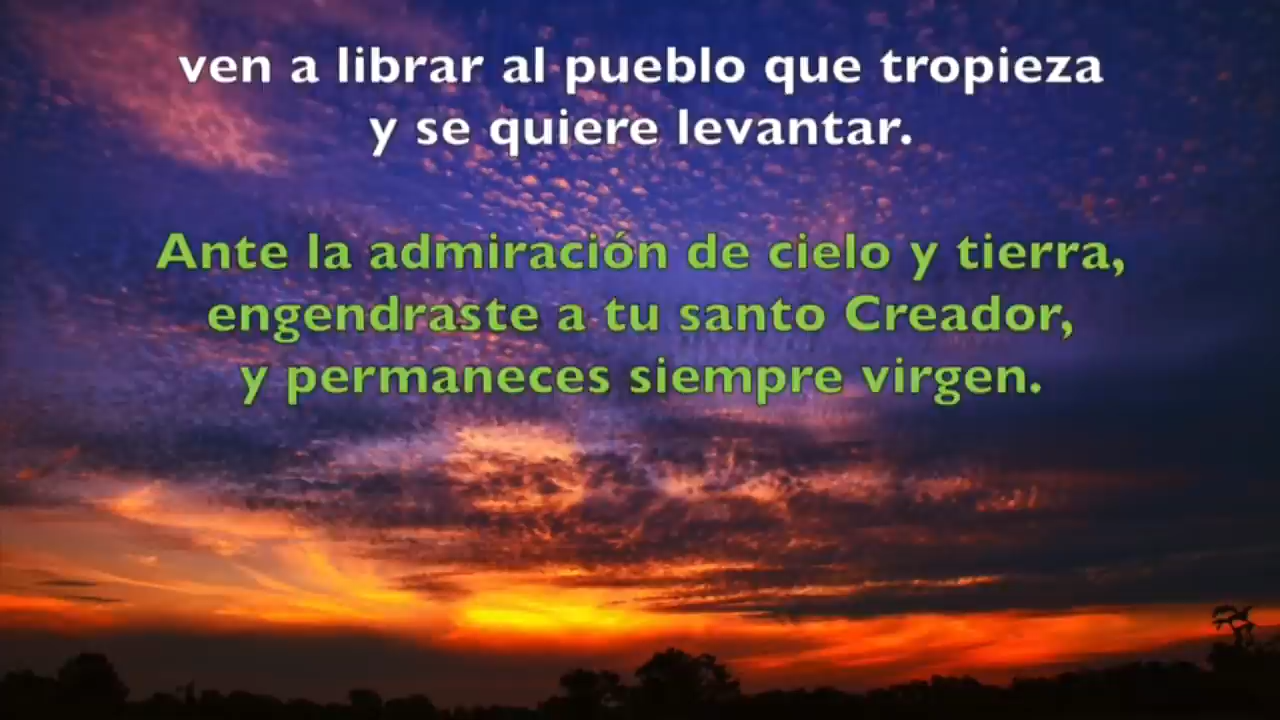 ven a librar al pueblo que tropieza
y se quiere levantar.
Ante la admiración de cielo y tierra,
engendraste a tu santo Creador,
y permaneces siempre virgen.